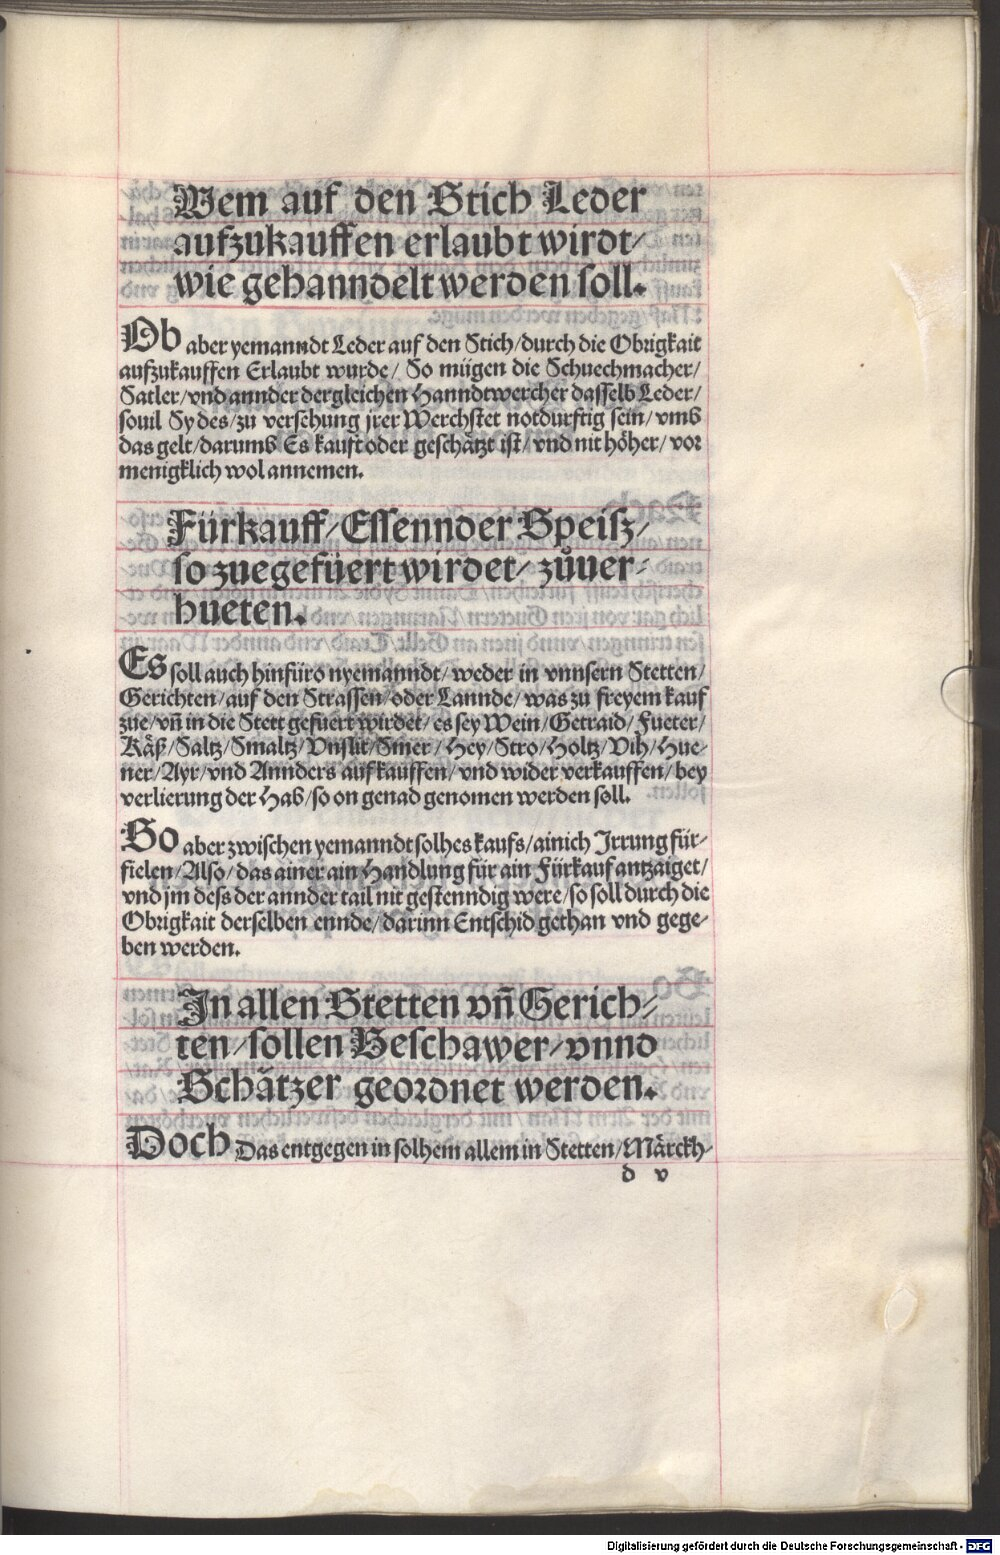 Wem auf den Stich Leder
aufzukauffen erlaubt wirdt/
wie gehanndelt werden soll.
Ob aber yemanndt Leder auf den Stich/durch die Obrigkait
aufzukauffen Erlaubt wurde/ So mügen die Schuechmacher/
Satler/vnd annder dergleichen Hanndtwercher dasselb Leder/
souil Sy des/zu versehung jrer Werchstet notdurftig sein/vmb
das gelt/darumb Es kauft oder geschätzt ist/vnd nit höher/vor
menigklich wol annemen.
Fürkauff/Essennder Speiß/
so zuegefüert wirdet/zůuer-
hueten.
Es soll auch hinfüro nyemanndt/weder in vnnsern Stetten/
Gerichten/auf den Strassen/oder Lannde/was zu freyem kauf
zue/vñ in die Stett gefuert wirdet/es sey Wein/Getraid/Fueter/
Käß/Saltz/Smaltz/Vnslit/Smer/Hey/Stro/Holtz/Vih/Hue-
ner/Ayr/vnd Annders aufkauffen/vnd wider verkauffen/bey
verlierung der Hab/so on genad genomen werden soll.
So aber zwischen yemanndt solhes kaufs/ainich Irrung für-
fielen/Also/das ainer ain Handlung für ain Fürkauf antzaiget/
vnd jm dess der annder tail nit gestenndig were/so soll durch die
Obrigkait derselben ennde/darinn Entschid gethan vnd gege-
ben werden.
In allen Stetten vñ Gerich-
ten/sollen Beschawer/vnnd
Schätzer geordnet werden.
Doch Das entgegen in solhem allem in Stetten/Märckh-
d v
Digitalisierung gefördert durch die Deutsche Forschungsgemeinschaft - DFG